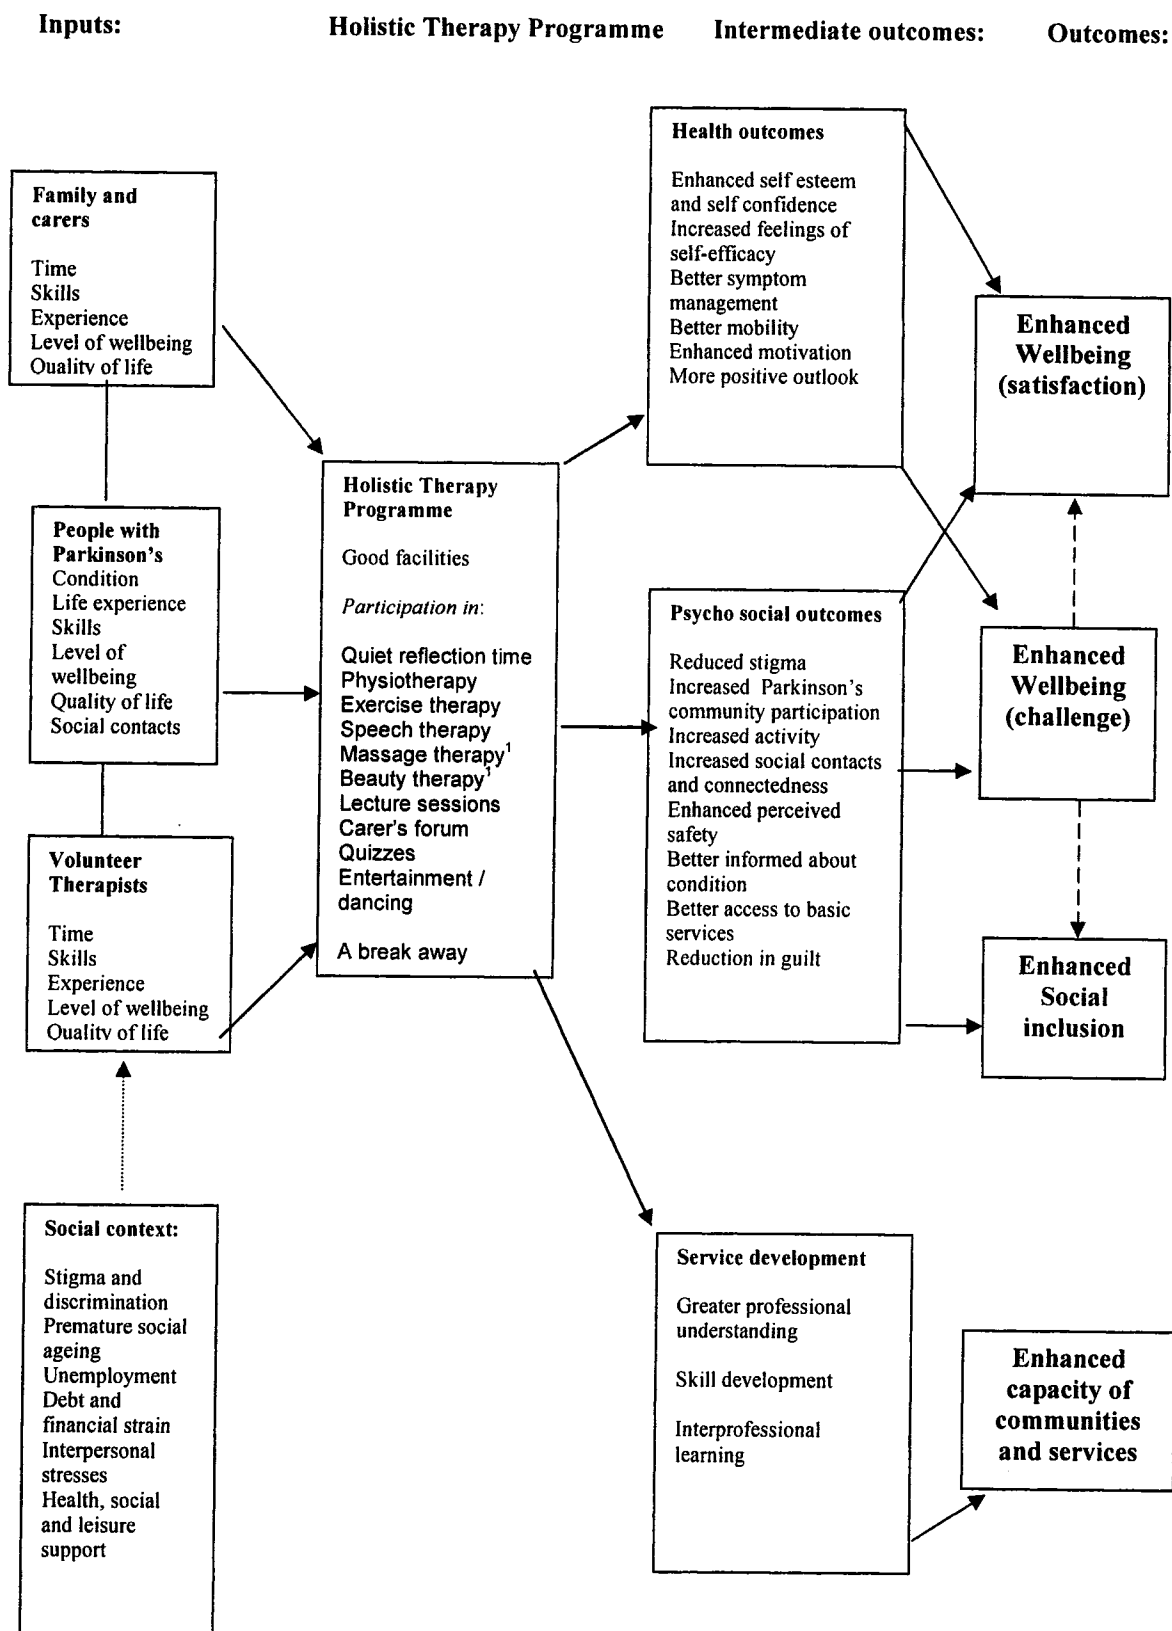 Inputs:
Holistic Therapy Programme
Intermediate outcomes:
Outcomes:
Family and
carers
Time
Skills
Experience
Level of wellbeing
Quality of life
People with
Parkinson's
Condition
Life experience
Skills
Level of
wellbeing
Quality of life
Social contacts
Volunteer
Therapists
Time
Skills
Experience
Level of wellbeing
Quality of life
Social context:
Stigma and
discrimination
Premature social
ageing
Unemployment
Debt and
financial strain
Interpersonal
stresses
Health, social
and leisure
support
Holistic Therapy
Programme
Good facilities
Participation in:
Quiet reflection time
Physiotherapy
Exercise therapy
Speech therapy
Massage therapy¹
Beauty therapy¹
Lecture sessions
Carer's forum
Quizzes
Entertainment /
dancing
A break away
Health outcomes
Enhanced self esteem
and self confidence
Increased feelings of
self-efficacy
Better symptom
management
Better mobility
Enhanced motivation
More positive outlook
Psycho social outcomes
Reduced stigma
Increased Parkinson's
community participation
Increased activity
Increased social contacts
and connectedness
Enhanced perceived
safety
Better informed about
condition
Better access to basic
services
Reduction in guilt
Service development
Greater professional
understanding
Skill development
Interprofessional
learning
Enhanced
Wellbeing
(satisfaction)
Enhanced
Wellbeing
(challenge)
Enhanced
Social
inclusion
Enhanced
capacity of
communities
and services